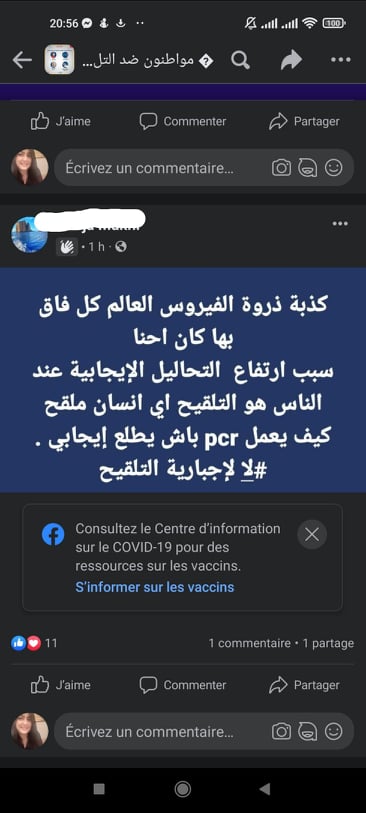 20:56
100
مواطنون ضد التل...
J'aime
Commenter
Partager
Écrivez un commentaire...
1 h
كذبة ذروة الفيروس العالم كل فاق
بها كان احنا
سبب ارتفاع التحاليل الإيجابية عند
الناس هو التلقيح اي انسان ملقح
كيف يعمل pcr باش يطلع إيجابي .
#لا لإجبارية التلقيح
Consultez le Centre d'information
sur le COVID-19 pour des
ressources sur les vaccins.
S'informer sur les vaccins
11
1 commentaire • 1 partage
J'aime
Commenter
Partager
Écrivez un commentaire...